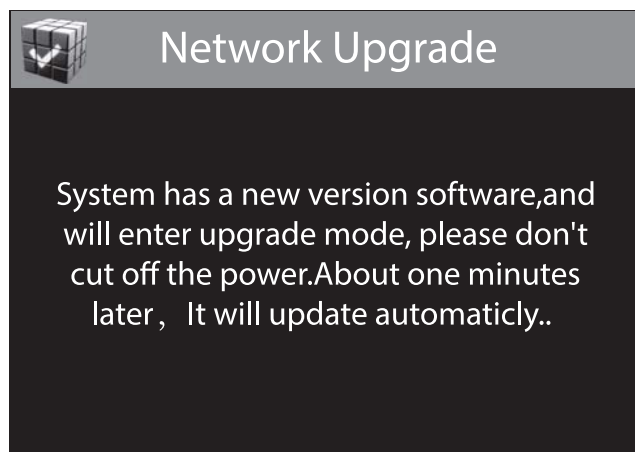 Network Upgrade
System has a new version software,and
will enter upgrade mode, please don't
cut off the power.About one minutes
later，It will update automaticly..